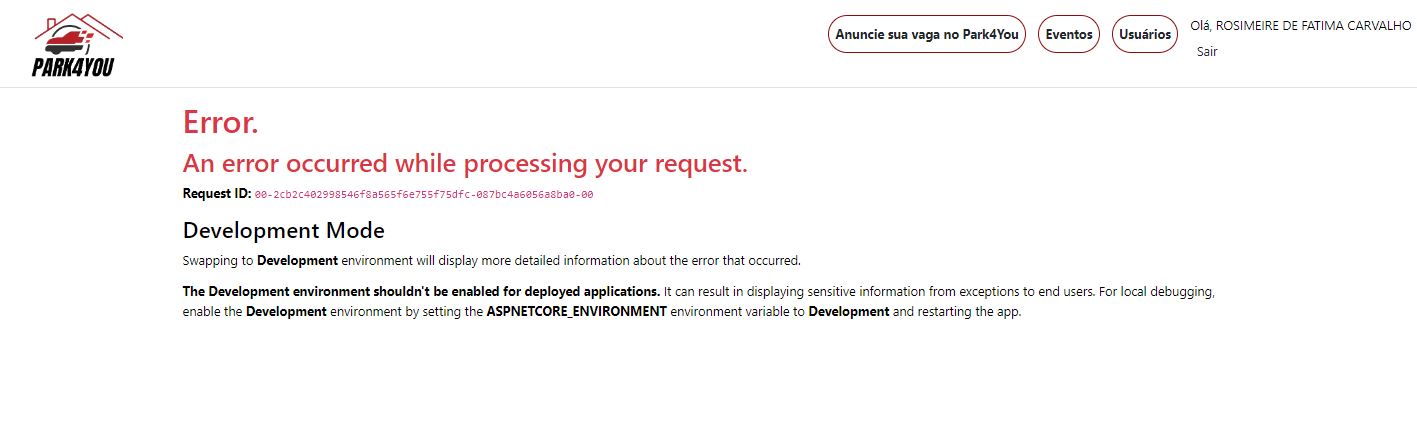 PARK4YOU
Anuncie sua vaga no Park4You
Eventos
Usuários
Olá, ROSIMEIRE DE FATIMA CARVALHO
Sair
Error.
An error occurred while processing your request.
Request ID: 00-2cb2c402998546f8a565f6e755f75dfc-087bc4a6056a8ba0-00
Development Mode
Swapping to Development environment will display more detailed information about the error that occurred.
The Development environment shouldn't be enabled for deployed applications. It can result in displaying sensitive information from exceptions to end users. For local debugging,
enable the Development environment by setting the ASPNETCORE_ENVIRONMENT environment variable to Development and restarting the app.